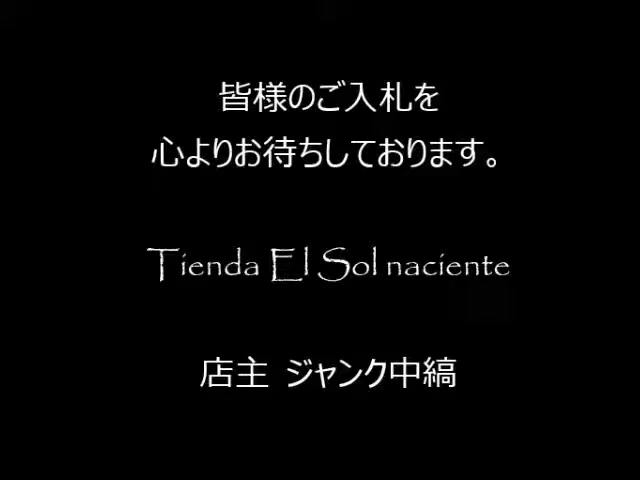 皆様のご入札を
心よりお待ちしております。
Tienda El Sol naciente
店主 ジャンク中縞